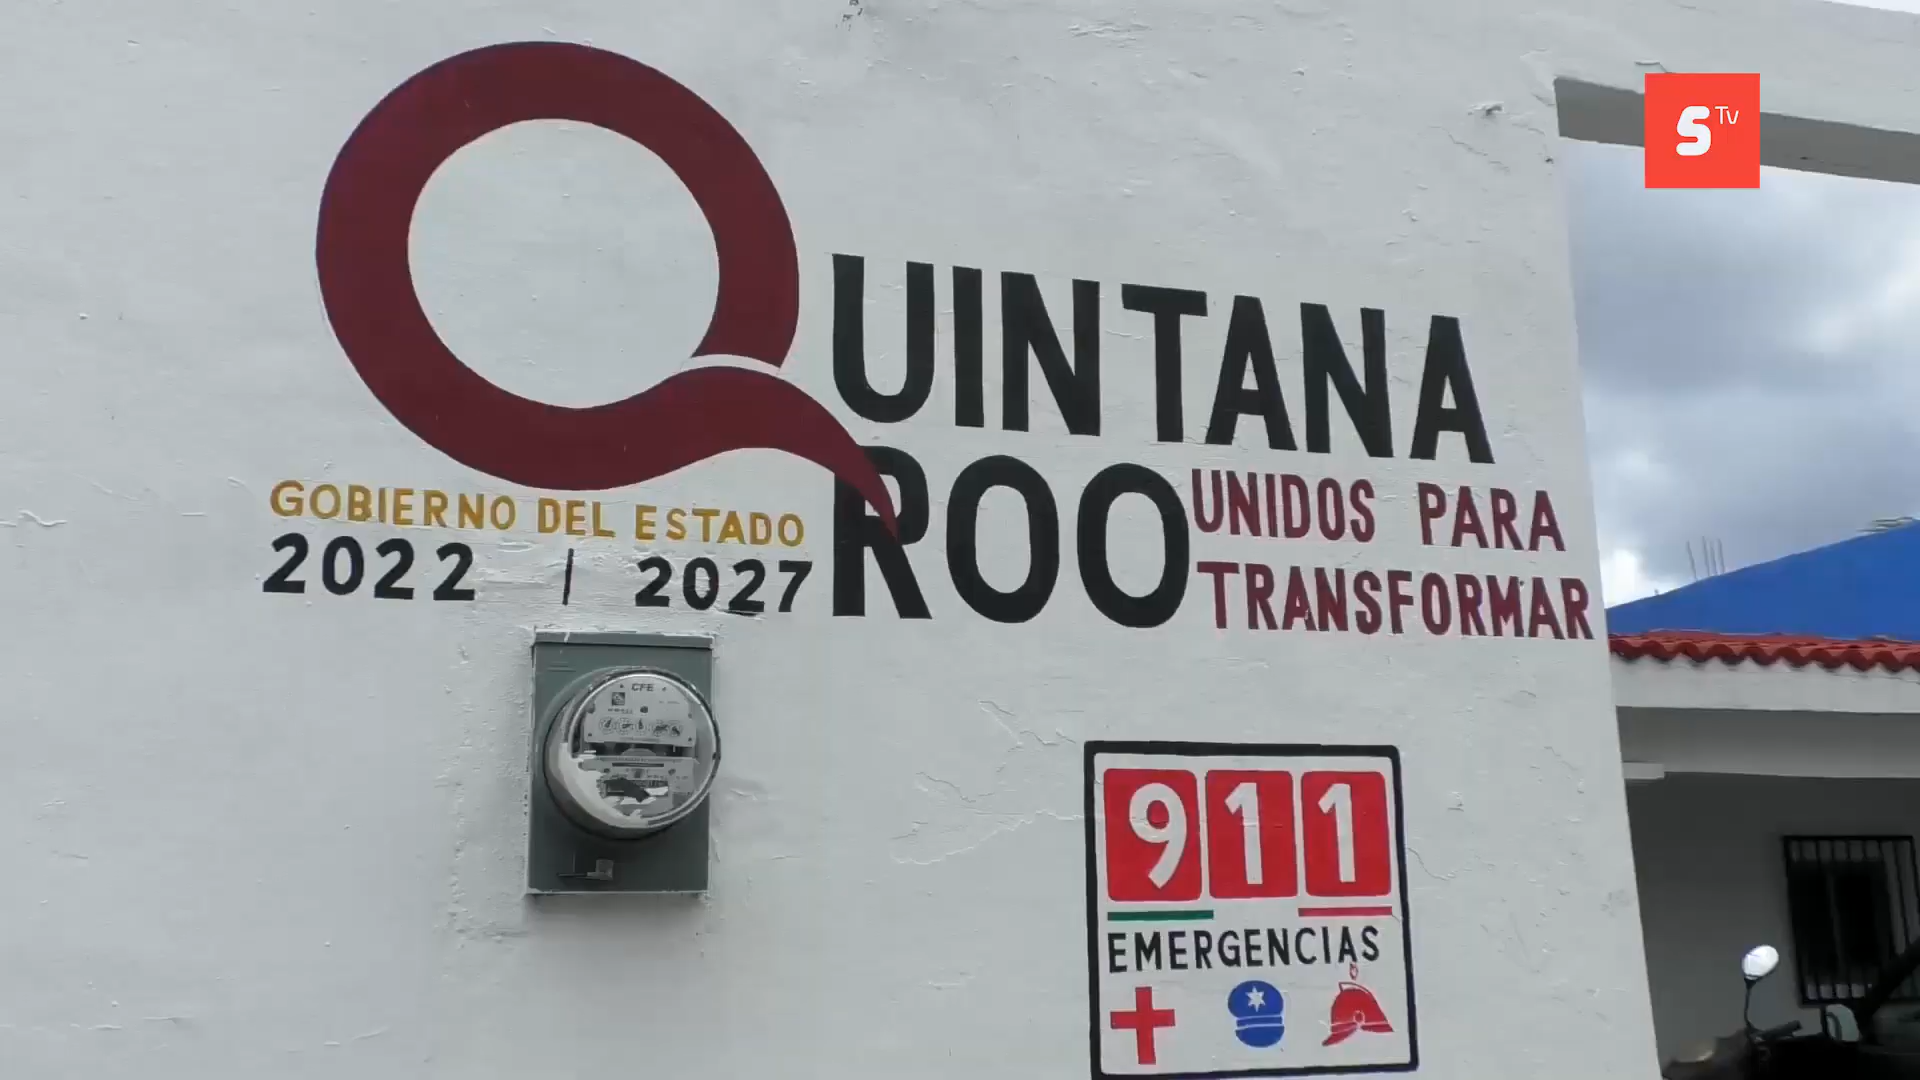 S Tv
QUINTANA
ROO
UNIDOS PARA
TRANSFORMAR
GOBIERNO DEL ESTADO
2022 / 2027
CFE
911
EMERGENCIAS